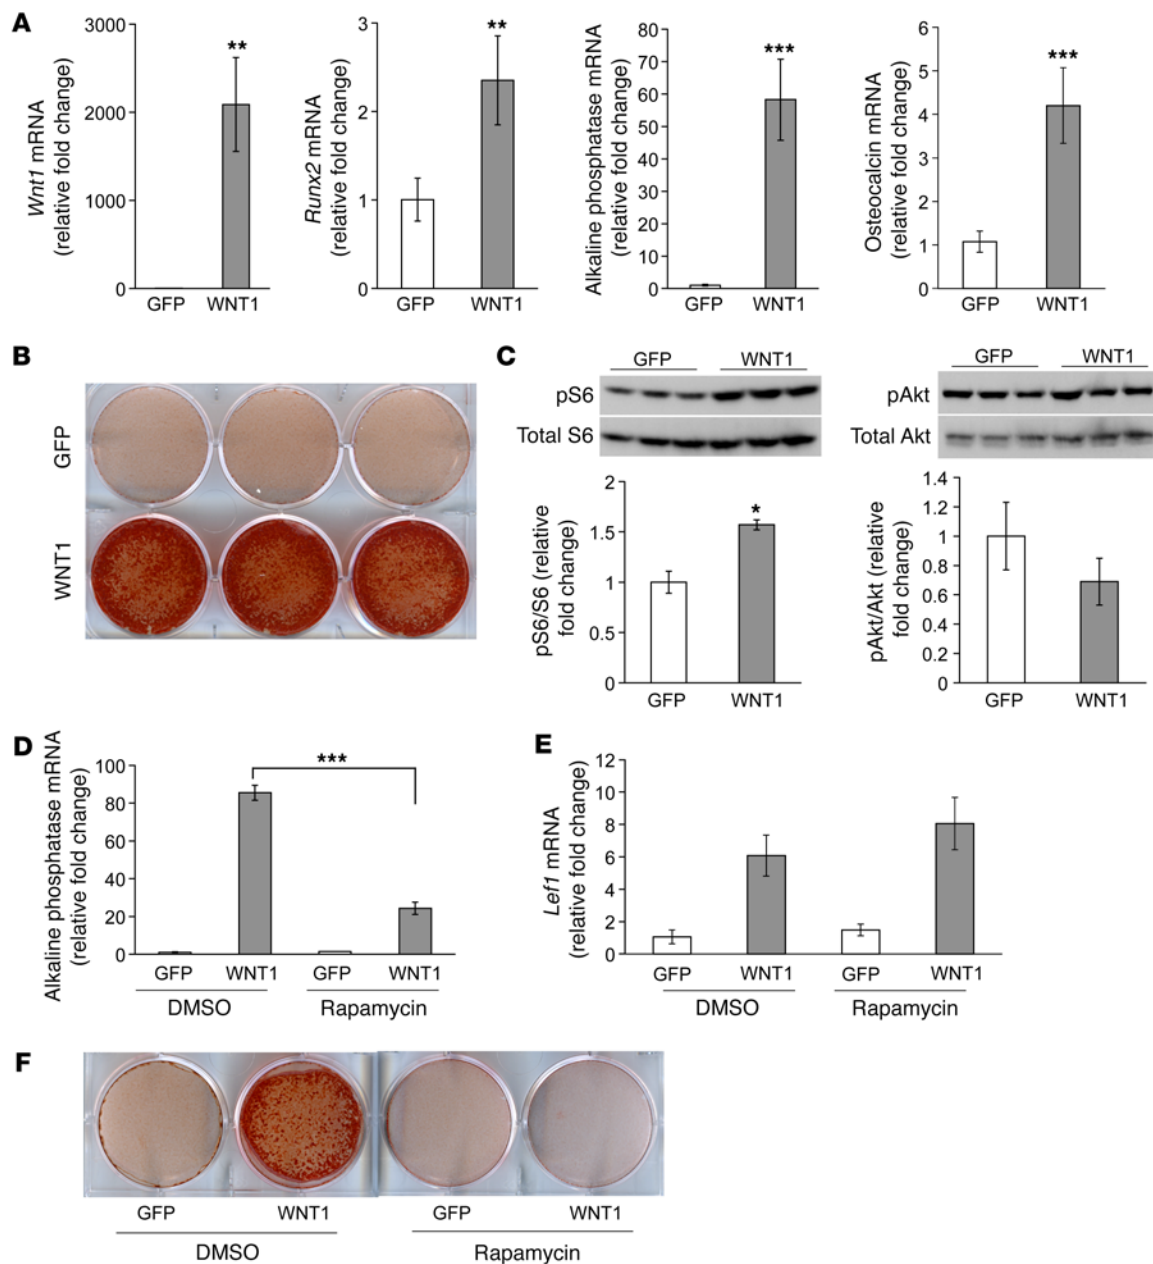 A
Wnt1 mRNA
(relative fold change)
3000
2000
1000
0
**
GFP
WNT1
Runx2 mRNA
(relative fold change)
3
2
1
0
**
GFP
WNT1
Alkaline phosphatase mRNA
(relative fold change)
80
70
60
50
40
30
20
10
0
***
GFP
WNT1
Osteocalcin mRNA
(relative fold change)
6
5
4
3
2
1
0
***
GFP
WNT1
B
GFP
WNT1
C
GFP
WNT1
pS6
Total S6
pS6/S6 (relative
fold change)
2
1.5
1
0.5
0
*
GFP
WNT1
GFP
WNT1
pAkt
Total Akt
pAkt/Akt (relative
fold change)
1.4
1.2
1
0.8
0.6
0.4
0.2
0
GFP
WNT1
D
Alkaline phosphatase mRNA
(relative fold change)
100
80
60
40
20
0
***
GFP
WNT1
GFP
WNT1
DMSO
Rapamycin
E
Lef1 mRNA
(relative fold change)
12
10
8
6
4
2
0
GFP
WNT1
GFP
WNT1
DMSO
Rapamycin
F
GFP
WNT1
GFP
WNT1
DMSO
Rapamycin